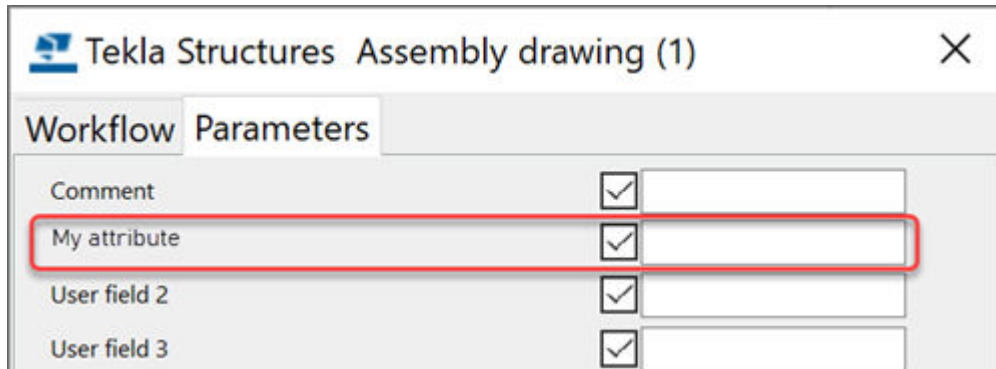 Tekla Structures Assembly drawing (1)
Workflow Parameters
Comment
My attribute
User field 2
User field 3